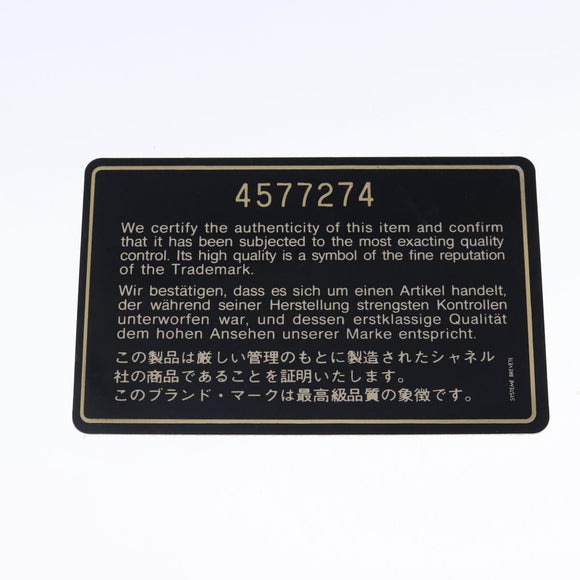 4577274
We certify the authenticity of this item and confirm
that it has been subjected to the most exacting quality
control. Its high quality is a symbol of the fine reputation
of the Trademark.
Wir bestätigen, dass es sich um einen Artikel handelt,
der während seiner Herstellung strengsten Kontrollen
unterworfen war, und dessen erstklassige Qualität
dem hohen Ansehen unserer Marke entspricht.
この製品は厳しい管理のもとに製造されたシャネル
社の商品であることを証明いたします。
このブランド・マークは最高級品質の象徴です。